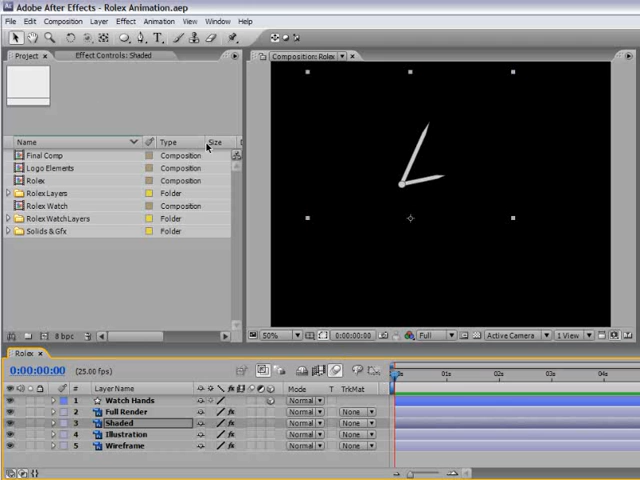 Adobe After Effects - Rolex Animation.aep
File Edit Composition Layer Effect Animation View Window Help
Project × Effect Controls: Shaded
Composition: Rolex ×
Name Type Size
Final Comp Composition
Logo Elements Composition
Rolex Composition
Rolex Layers Folder
Rolex Watch Composition
Rolex WatchLayers Folder
Solids & Gfx Folder
8 bpc
50% 0:00:00:00 Full Active Camera 1 View
Rolex ×
0:00:00:00 (25.00 fps)
01s 02s 03s 04s
# Layer Name Mode T TrkMat
1 Watch Hands Normal
2 Full Render Normal None
3 Shaded Normal None
4 Illustration Normal None
5 Wireframe Normal None